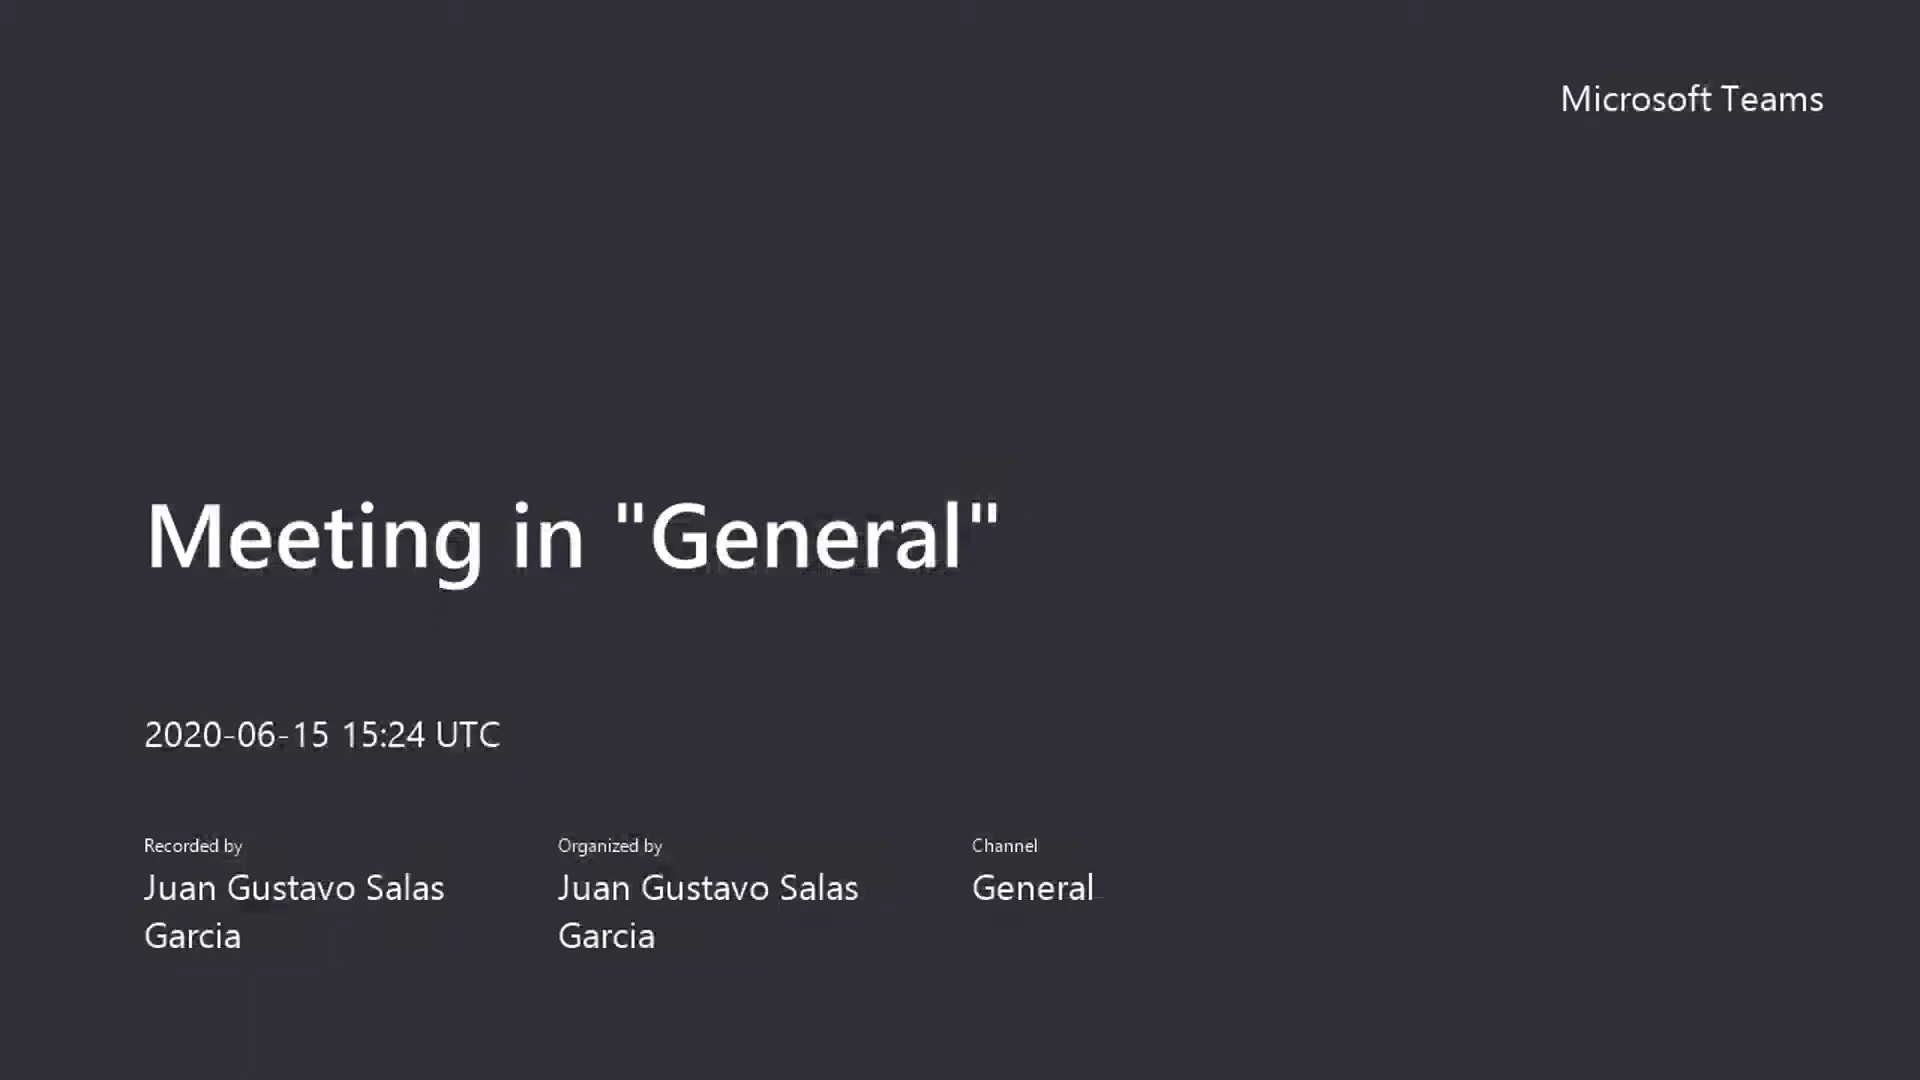 Microsoft Teams
Meeting in "General"
2020-06-15 15:24 UTC
Recorded by
Juan Gustavo Salas
Garcia
Organized by
Juan Gustavo Salas
Garcia
Channel
General